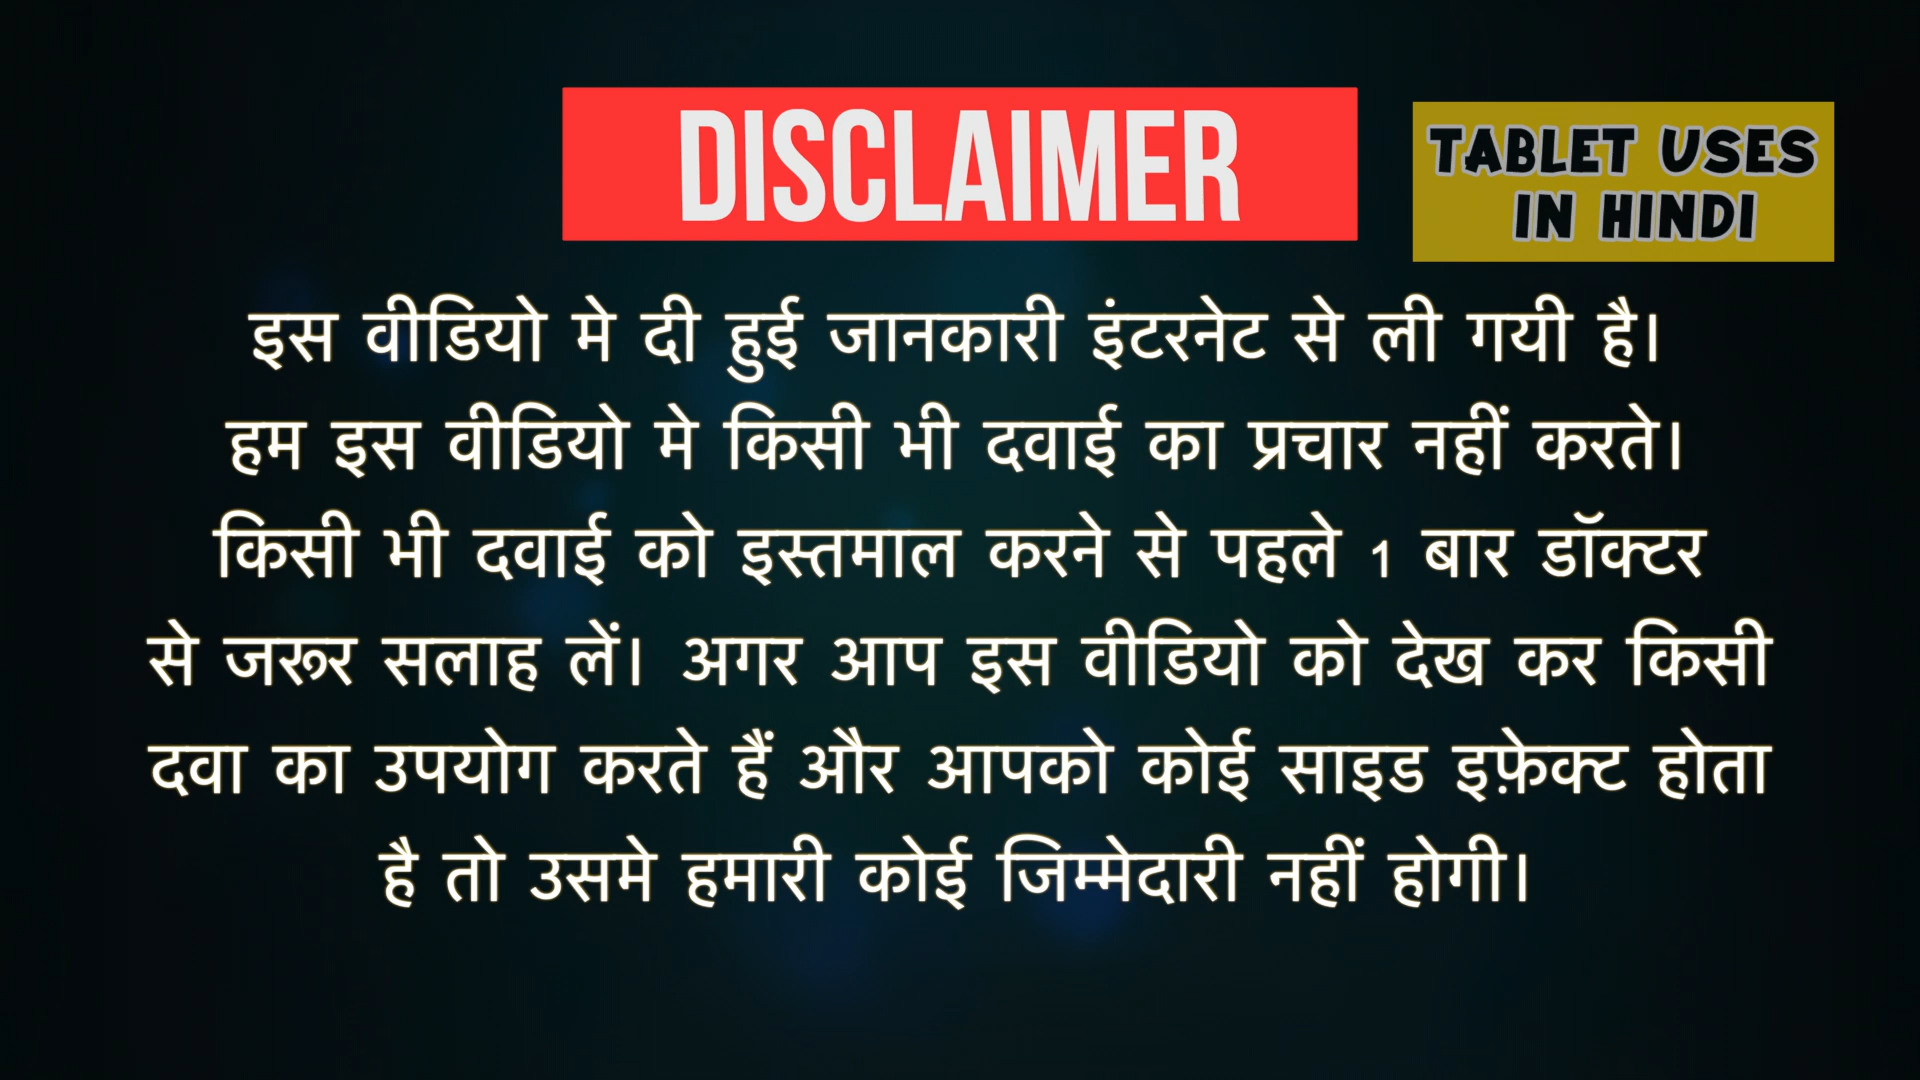 DISCLAIMER
TABLET USES
IN HINDI
इस वीडियो मे दी हुई जानकारी इंटरनेट से ली गयी है।
हम इस वीडियो मे किसी भी दवाई का प्रचार नहीं करते।
किसी भी दवाई को इस्तमाल करने से पहले 1 बार डॉक्टर
से जरूर सलाह लें। अगर आप इस वीडियो को देख कर किसी
दवा का उपयोग करते हैं और आपको कोई साइड इफ़ेक्ट होता
है तो उसमे हमारी कोई जिम्मेदारी नहीं होगी।